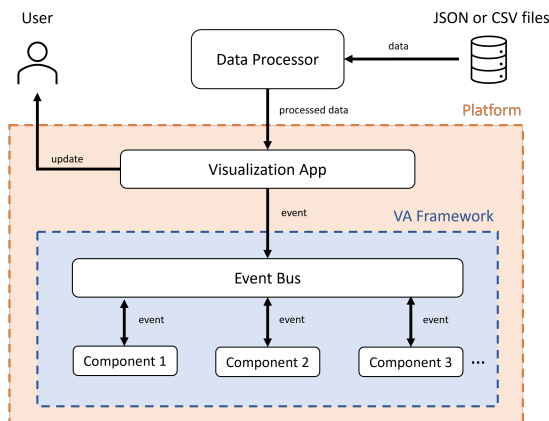 User
JSON or CSV files
Data Processor
data
processed data
Platform
update
Visualization App
event
VA Framework
Event Bus
event
event
event
Component 1
Component 2
Component 3
...